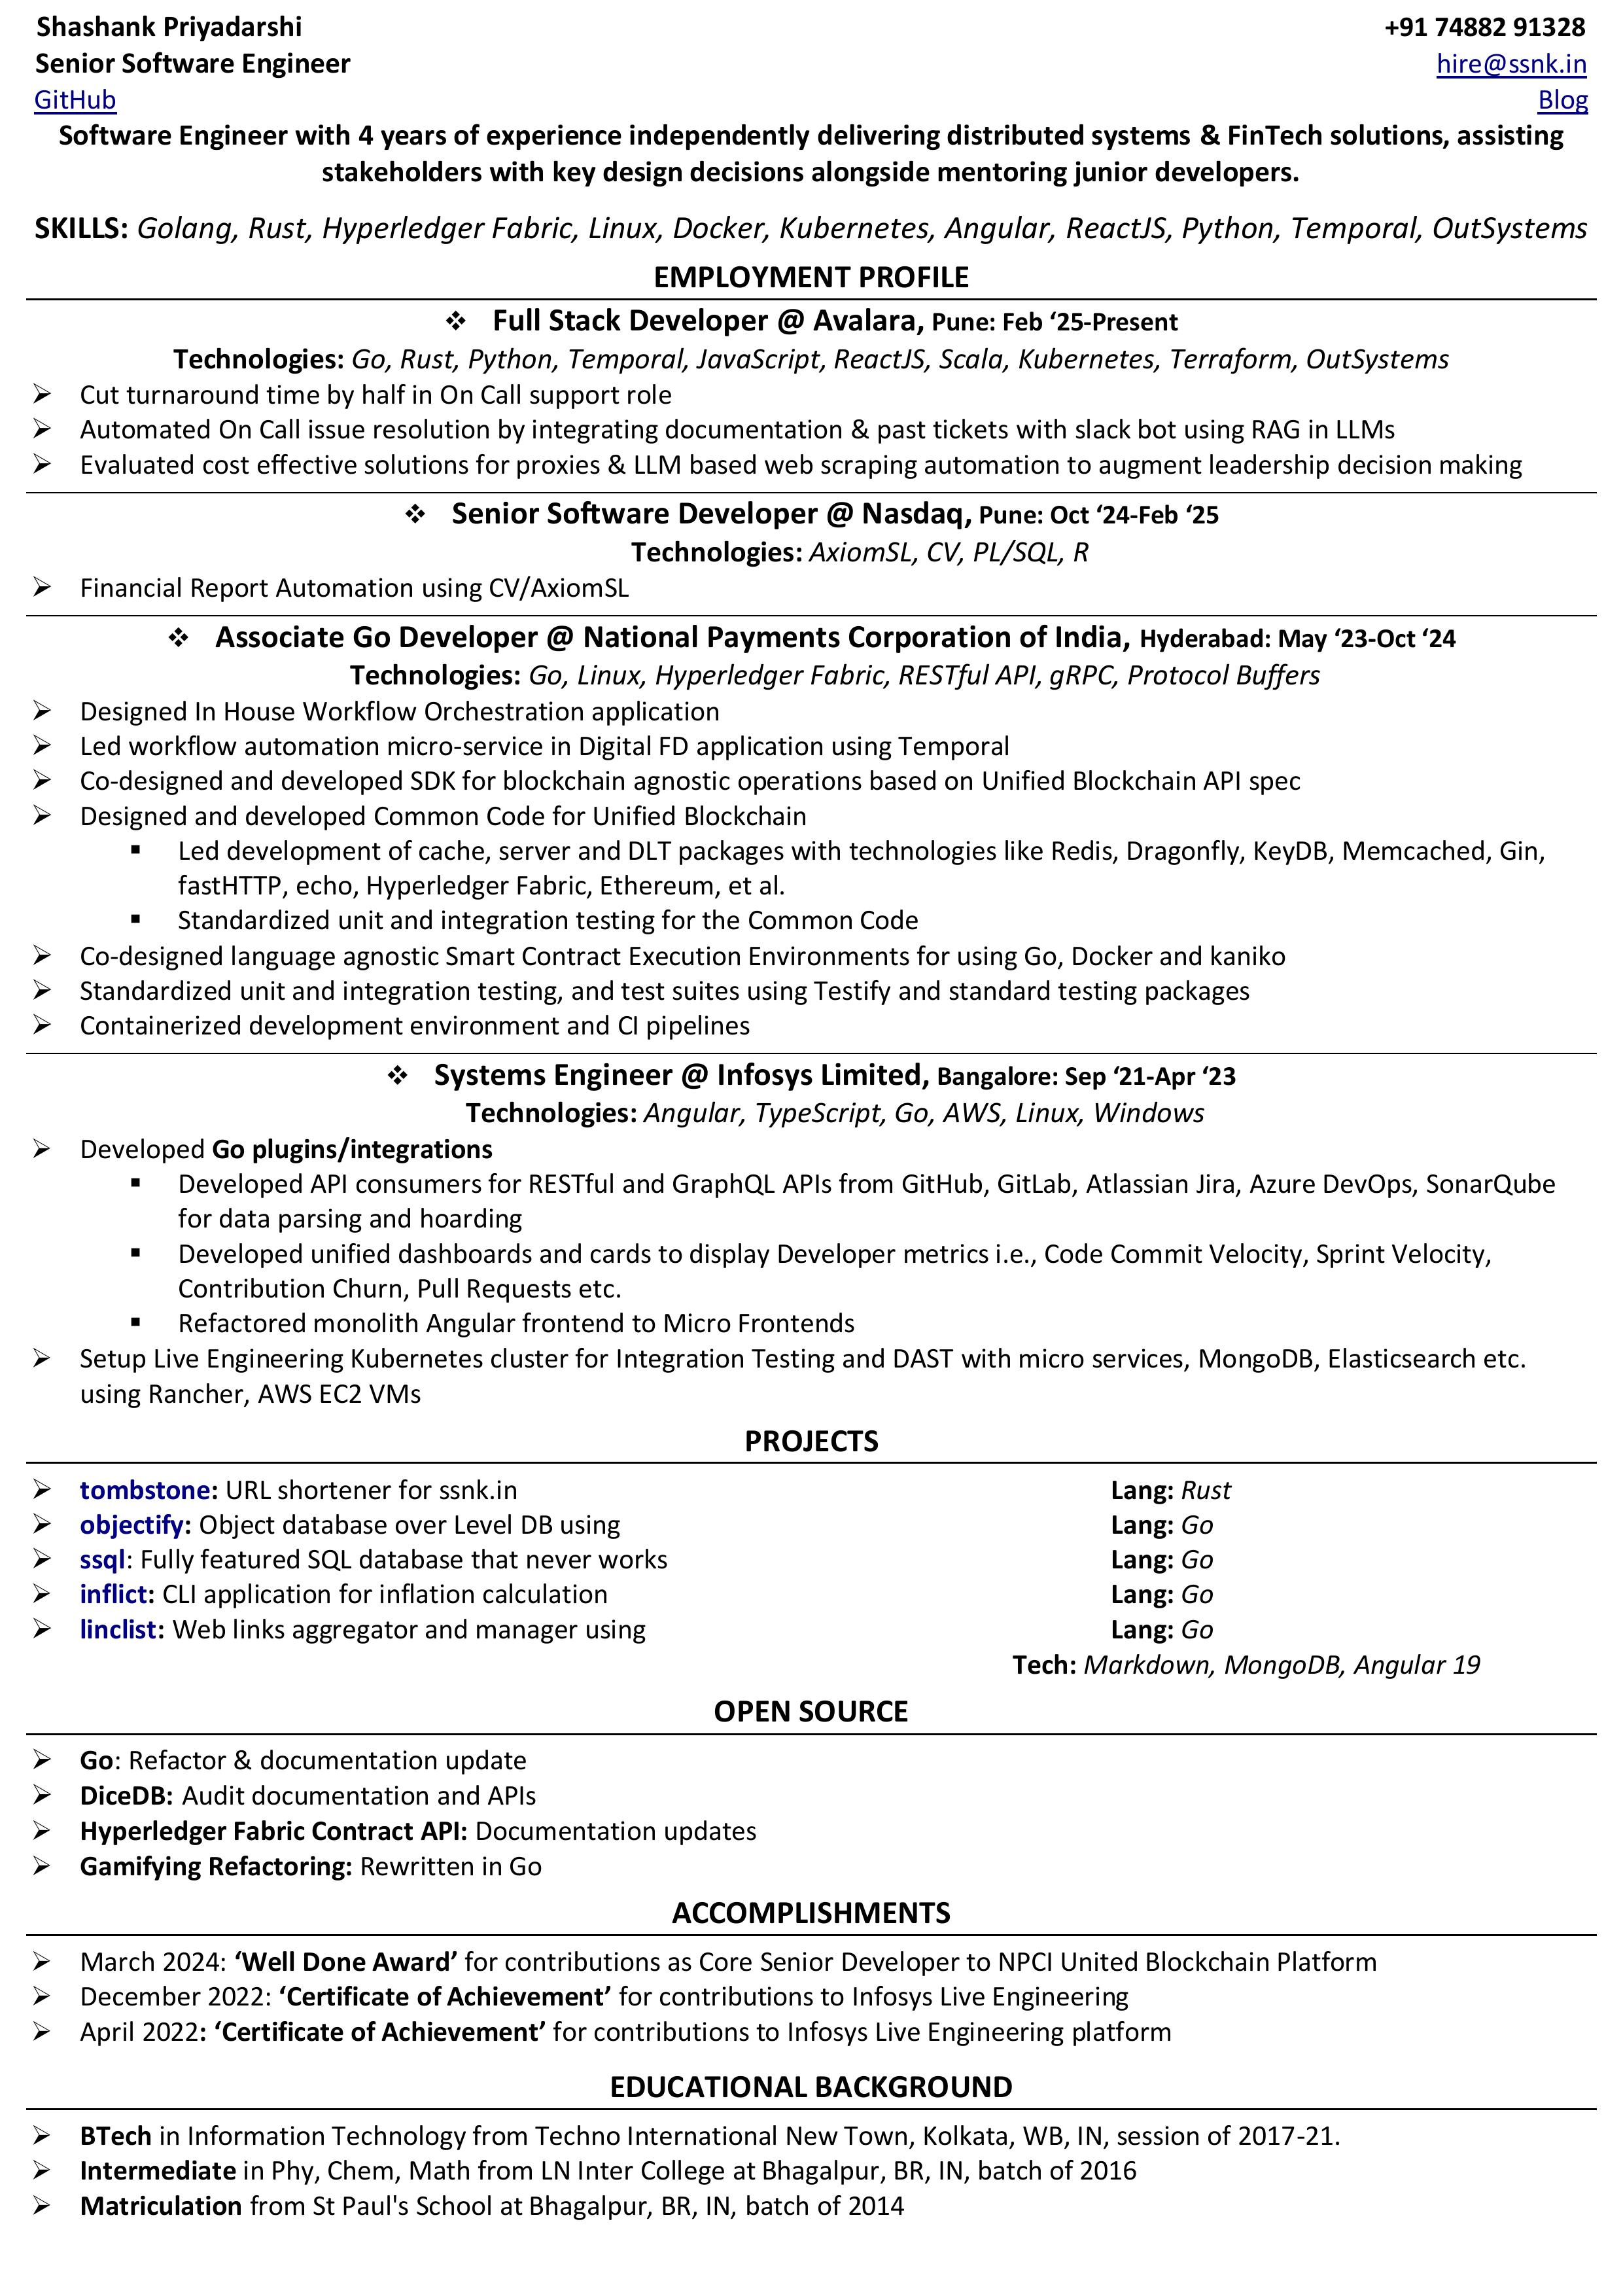 Shashank Priyadarshi +91 74882 91328
Senior Software Engineer hire@ssnk.in
GitHub Blog
Software Engineer with 4 years of experience independently delivering distributed systems & FinTech solutions, assisting
stakeholders with key design decisions alongside mentoring junior developers.
SKILLS: Golang, Rust, Hyperledger Fabric, Linux, Docker, Kubernetes, Angular, ReactJS, Python, Temporal, OutSystems
EMPLOYMENT PROFILE
❖ Full Stack Developer @ Avalara, Pune: Feb ‘25-Present
Technologies: Go, Rust, Python, Temporal, JavaScript, ReactJS, Scala, Kubernetes, Terraform, OutSystems
➢ Cut turnaround time by half in On Call support role
➢ Automated On Call issue resolution by integrating documentation & past tickets with slack bot using RAG in LLMs
➢ Evaluated cost effective solutions for proxies & LLM based web scraping automation to augment leadership decision making
❖ Senior Software Developer @ Nasdaq, Pune: Oct ‘24-Feb ‘25
Technologies: AxiomSL, CV, PL/SQL, R
➢ Financial Report Automation using CV/AxiomSL
❖ Associate Go Developer @ National Payments Corporation of India, Hyderabad: May ‘23-Oct ‘24
Technologies: Go, Linux, Hyperledger Fabric, RESTful API, gRPC, Protocol Buffers
➢ Designed In House Workflow Orchestration application
➢ Led workflow automation micro-service in Digital FD application using Temporal
➢ Co-designed and developed SDK for blockchain agnostic operations based on Unified Blockchain API spec
➢ Designed and developed Common Code for Unified Blockchain
▪ Led development of cache, server and DLT packages with technologies like Redis, Dragonfly, KeyDB, Memcached, Gin,
fastHTTP, echo, Hyperledger Fabric, Ethereum, et al.
▪ Standardized unit and integration testing for the Common Code
➢ Co-designed language agnostic Smart Contract Execution Environments for using Go, Docker and kaniko
➢ Standardized unit and integration testing, and test suites using Testify and standard testing packages
➢ Containerized development environment and CI pipelines
❖ Systems Engineer @ Infosys Limited, Bangalore: Sep ‘21-Apr ‘23
Technologies: Angular, TypeScript, Go, AWS, Linux, Windows
➢ Developed Go plugins/integrations
▪ Developed API consumers for RESTful and GraphQL APIs from GitHub, GitLab, Atlassian Jira, Azure DevOps, SonarQube
for data parsing and hoarding
▪ Developed unified dashboards and cards to display Developer metrics i.e., Code Commit Velocity, Sprint Velocity,
Contribution Churn, Pull Requests etc.
▪ Refactored monolith Angular frontend to Micro Frontends
➢ Setup Live Engineering Kubernetes cluster for Integration Testing and DAST with micro services, MongoDB, Elasticsearch etc.
using Rancher, AWS EC2 VMs
PROJECTS
➢ tombstone: URL shortener for ssnk.in Lang: Rust
➢ objectify: Object database over Level DB using Lang: Go
➢ ssql: Fully featured SQL database that never works Lang: Go
➢ inflict: CLI application for inflation calculation Lang: Go
➢ linclist: Web links aggregator and manager using Lang: Go
Tech: Markdown, MongoDB, Angular 19
OPEN SOURCE
➢ Go: Refactor & documentation update
➢ DiceDB: Audit documentation and APIs
➢ Hyperledger Fabric Contract API: Documentation updates
➢ Gamifying Refactoring: Rewritten in Go
ACCOMPLISHMENTS
➢ March 2024: ‘Well Done Award’ for contributions as Core Senior Developer to NPCI United Blockchain Platform
➢ December 2022: ‘Certificate of Achievement’ for contributions to Infosys Live Engineering
➢ April 2022: ‘Certificate of Achievement’ for contributions to Infosys Live Engineering platform
EDUCATIONAL BACKGROUND
➢ BTech in Information Technology from Techno International New Town, Kolkata, WB, IN, session of 2017-21.
➢ Intermediate in Phy, Chem, Math from LN Inter College at Bhagalpur, BR, IN, batch of 2016
➢ Matriculation from St Paul's School at Bhagalpur, BR, IN, batch of 2014